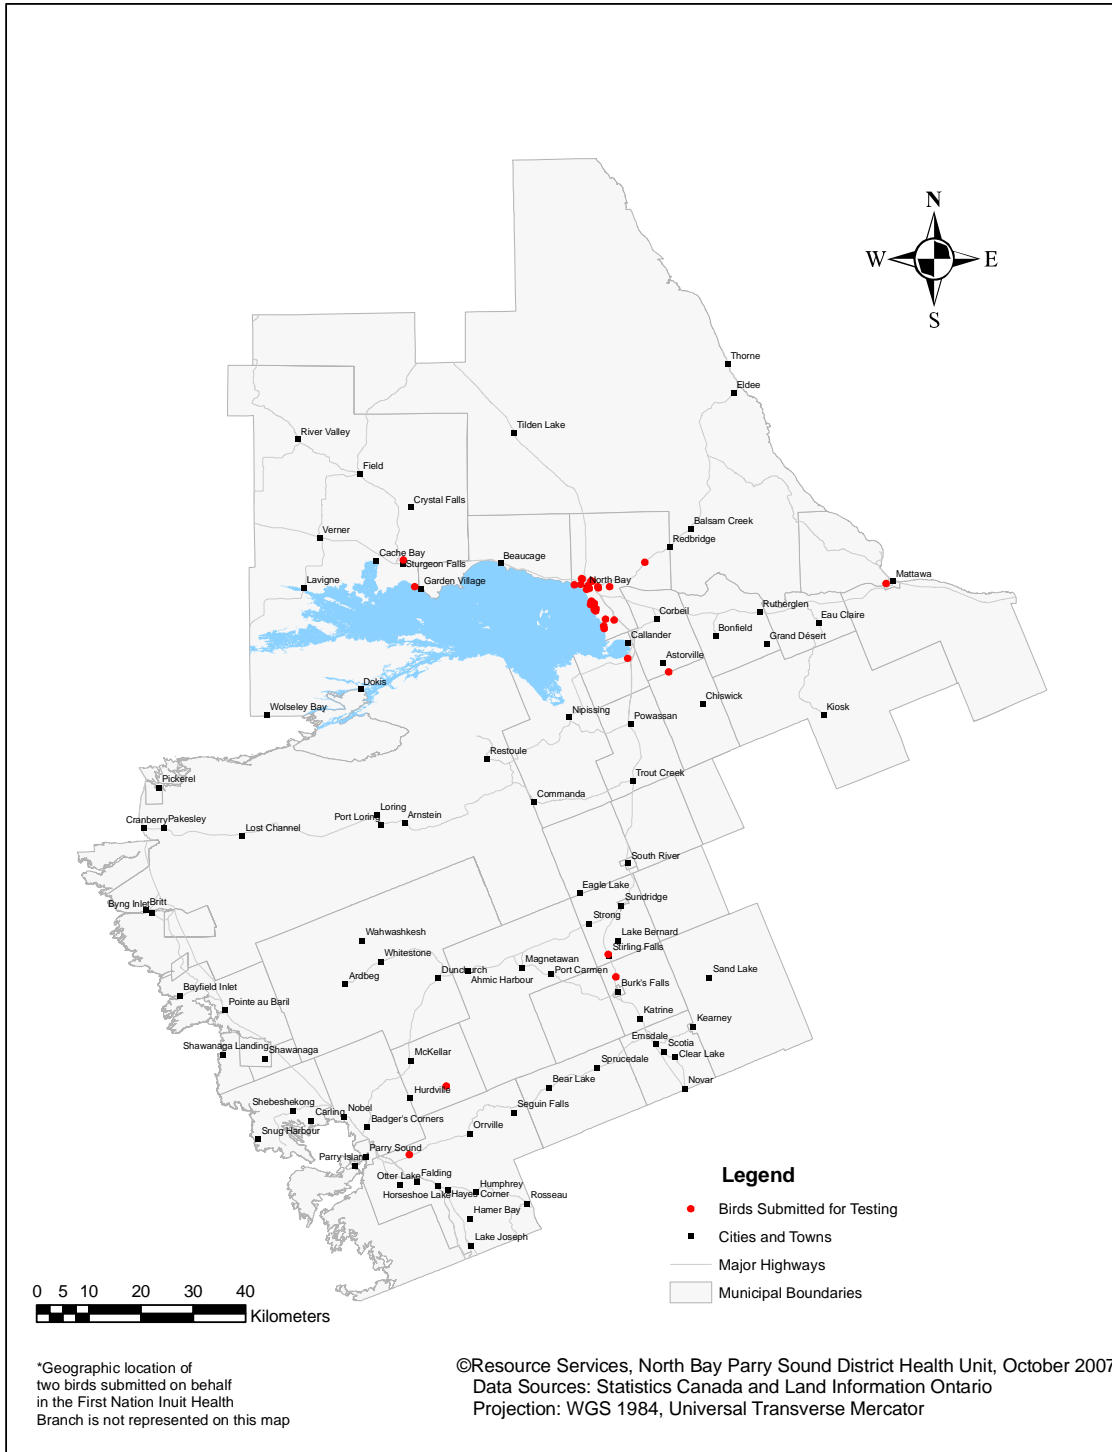 N
W E
S
Thorne
Eldee
Tilden Lake
River Valley
Field
Crystal Falls
Balsam Creek
Verner
Redbridge
Cache Bay
Sturgeon Falls
Beaucage
Mattawa
Lavigne
Garden Village
North Bay
Rutherglen
Corbeil
Eau Claire
Bonfield
Callander
Grand Désert
Astorville
Dokis
Chiswick
Wolseley Bay
Nipissing
Powassan
Kiosk
Restoule
Pickerel
Trout Creek
Commanda
Loring
Cranberry
Pakesley
Port Loring
Arnstein
Lost Channel
South River
Eagle Lake
Sundridge
Byng Inlet
Britt
Strong
Wahwashkesh
Lake Bernard
Stirling Falls
Whitestone
Magnetawan
Dunchurch
Port Carmen
Ardbeg
Ahmic Harbour
Sand Lake
Burk's Falls
Bayfield Inlet
Pointe au Baril
Katrine
Kearney
Emsdale
Scotia
Shawanaga Landing
Shawanaga
McKellar
Clear Lake
Sprucedale
Bear Lake
Novar
Hurdville
Shebeshekong
Nobel
Seguin Falls
Carling
Badger's Corners
Snug Harbour
Orrville
Parry Sound
Parry Island
Otter Lake
Falding
Humphrey
Horseshoe Lake
Hayes Corner
Rosseau
Hamer Bay
Lake Joseph
Legend
Birds Submitted for Testing
Cities and Towns
Major Highways
Municipal Boundaries
0 5 10 20 30 40
Kilometers
*Geographic location of
two birds submitted on behalf
in the First Nation Inuit Health
Branch is not represented on this map
©Resource Services, North Bay Parry Sound District Health Unit, October 2007
Data Sources: Statistics Canada and Land Information Ontario
Projection: WGS 1984, Universal Transverse Mercator